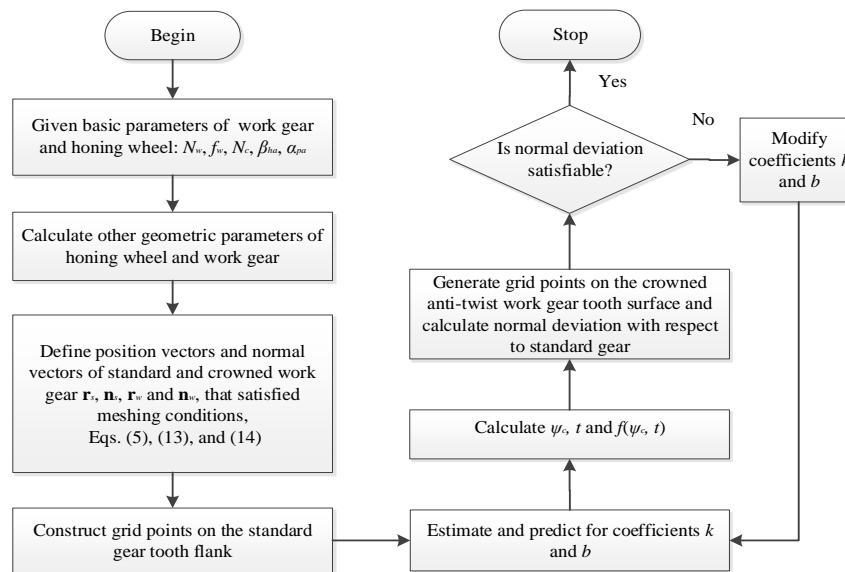 Begin
Given basic parameters of work gear
and honing wheel: Nw, fw, Nc, βha, αpa
Calculate other geometric parameters of
honing wheel and work gear
Define position vectors and normal
vectors of standard and crowned work
gear rs, ns, rw and nw, that satisfied
meshing conditions,
Eqs. (5), (13), and (14)
Construct grid points on the standard
gear tooth flank
Estimate and predict for coefficients k
and b
Calculate ψc, t and f(ψc, t)
Generate grid points on the crowned
anti-twist work gear tooth surface and
calculate normal deviation with respect
to standard gear
Is normal deviation
satisfiable?
Yes
Stop
No
Modify
coefficients k
and b